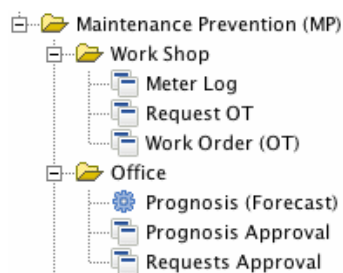 Maintenance Prevention (MP)
Work Shop
Meter Log
Request OT
Work Order (OT)
Office
Prognosis (Forecast)
Prognosis Approval
Requests Approval